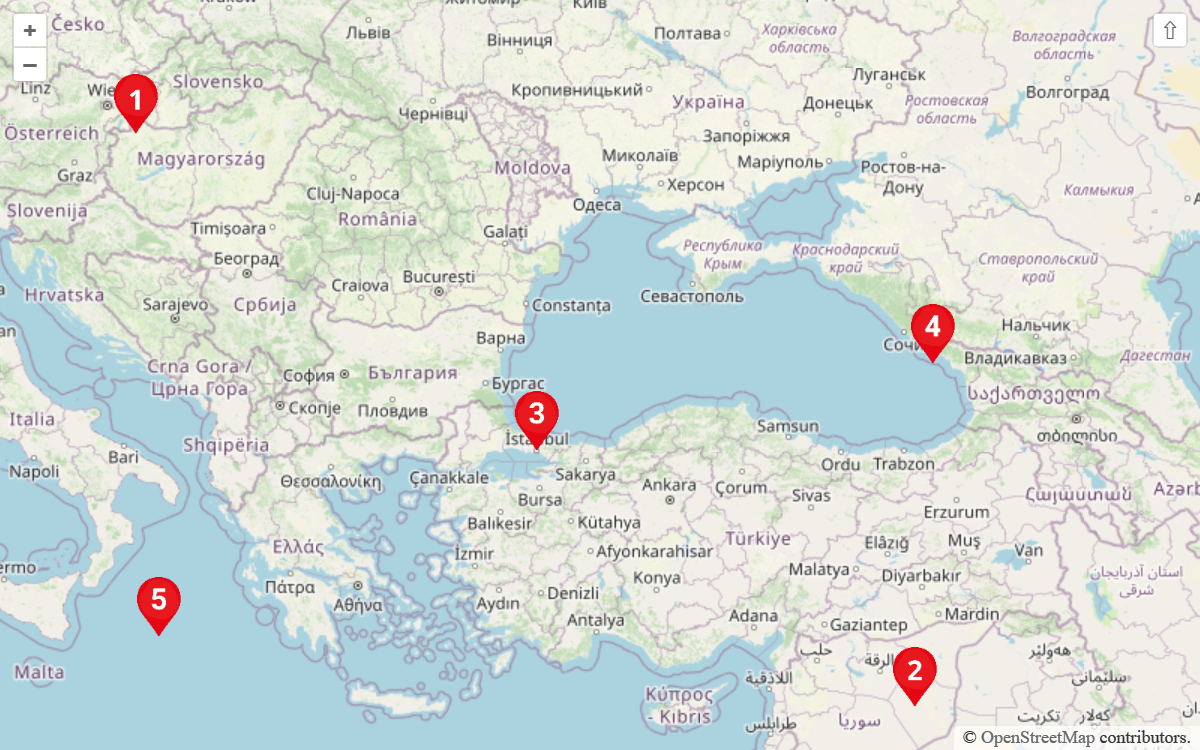 Česko
Львів
Вінниця
Київ
Полтава
Харківська
область
Волгоградская
область
Linz
Slovensko
Кропивницький
Україна
Луганськ
Донецьк
Волгоград
Ростовская
область
Österreich
Чернівці
Запоріжжя
Magyarország
Moldova
Миколаїв
Маріуполь
Ростов-на-
Дону
Graz
Cluj-Napoca
Херсон
Калмыкия
Slovenija
România
Одеса
Timișoara
Galați
Београд
București
Craiova
Республика
Крым
Краснодарский
край
Ставропольский
край
Hrvatska
Sarajevo
Србија
Constanța
Севастополь
Варна
Нальчик
Владикавказ
Дагестан
Crna Gora /
Црна Гора
София
България
Бургас
Скопје
Пловдив
საქართველო
Italia
Shqipëria
İstanbul
Samsun
თბილისი
Napoli
Bari
Θεσσαλονίκη
Çanakkale
Sakarya
Ankara
Çorum
Ordu
Trabzon
Sivas
Հայաստան
Bursa
Balıkesir
Kütahya
Erzurum
Ελλάς
İzmir
Afyonkarahisar
Türkiye
Elâzığ
Muş
Van
Πάτρα
Αθήνα
Aydın
Denizli
Konya
Malatya
Diyarbakır
استان آذربایجان
شرقی
Antalya
Adana
Gaziantep
Mardin
Malta
Κύπρος
- Kıbrıs
حلب
الرقة
اللاذقية
سوريا
طرابلس
هەولێر
سلێمانی
تكريت
كەلار
1
2
3
4
5
+
−
⇧
© OpenStreetMap contributors.